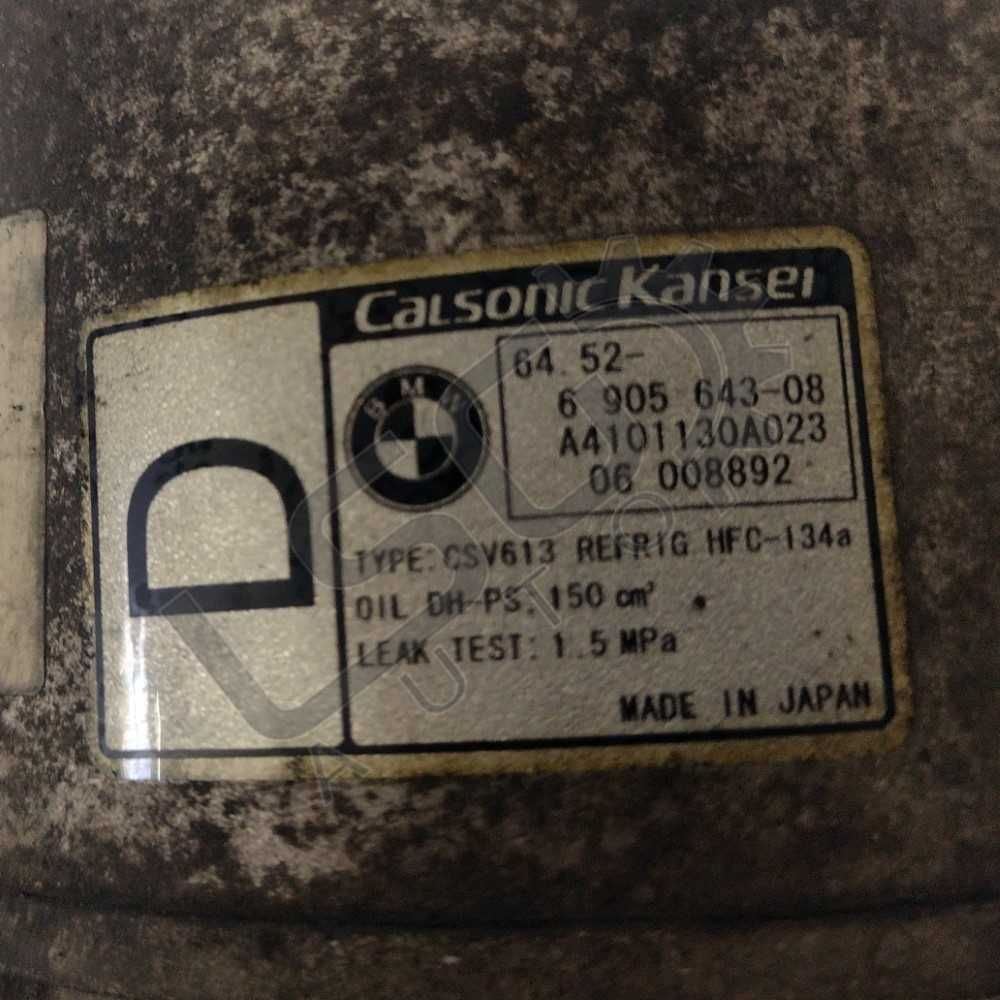 Calsonic Kansei
BMW
64. 52-
6 905 643-08
A4101130A023
06 008892
D
TYPE: CSV613 REFRIG HFC-134a
OIL DH-PS: 150 cm³
LEAK TEST: 1.5 MPa
MADE IN JAPAN